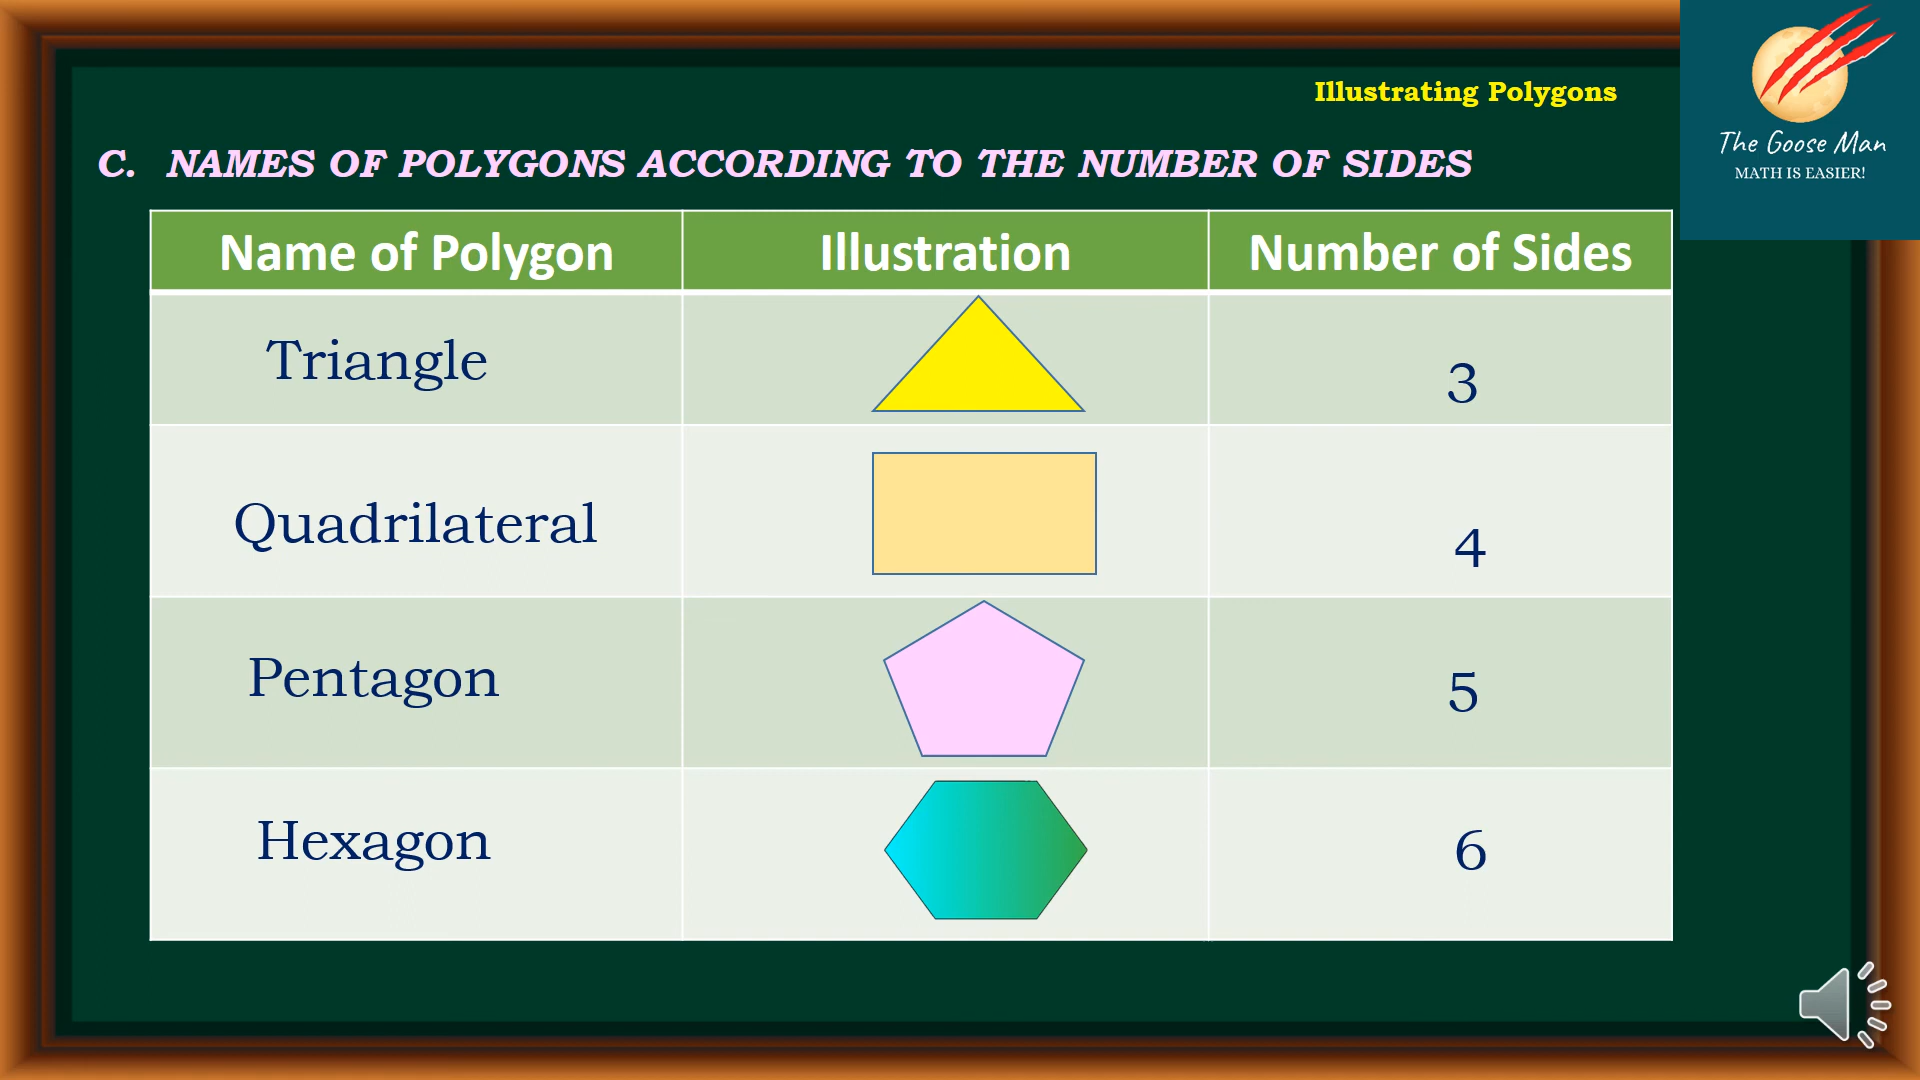 Illustrating Polygons
The Goose Man
MATH IS EASIER!
C. NAMES OF POLYGONS ACCORDING TO THE NUMBER OF SIDES
Name of Polygon Illustration Number of Sides
Triangle 3
Quadrilateral 4
Pentagon 5
Hexagon 6